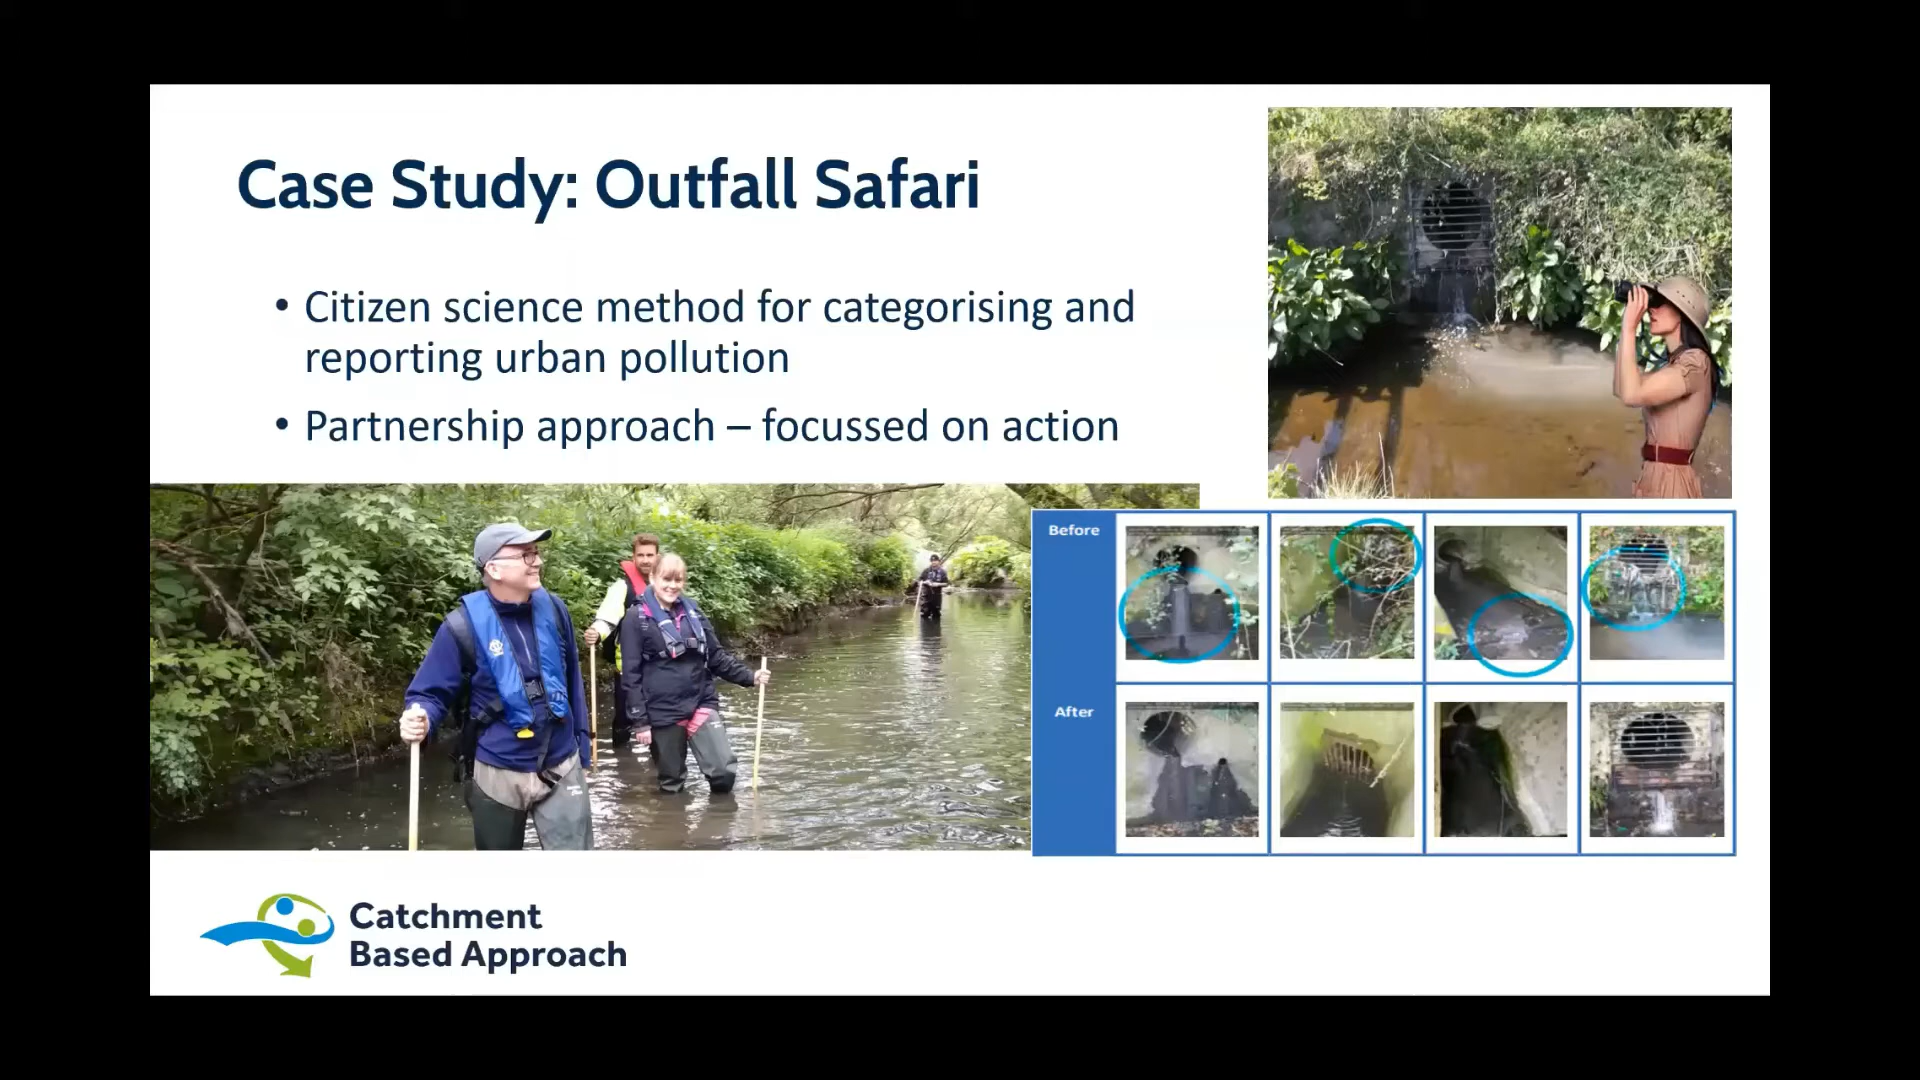 Case Study: Outfall Safari
• Citizen science method for categorising and
reporting urban pollution
• Partnership approach – focussed on action
Before
After
Catchment
Based Approach